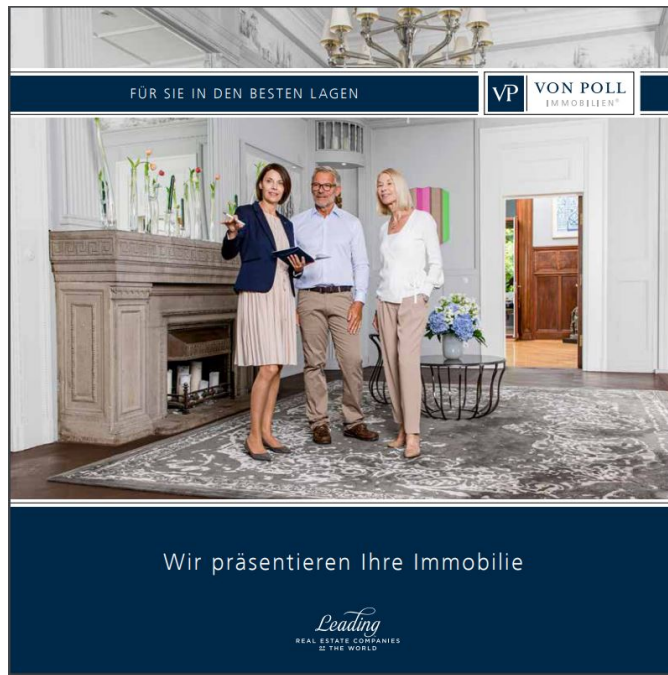 FÜR SIE IN DEN BESTEN LAGEN
VP
VON POLL
IMMOBILIEN®
Wir präsentieren Ihre Immobilie
Leading
REAL ESTATE COMPANIES
OF THE WORLD